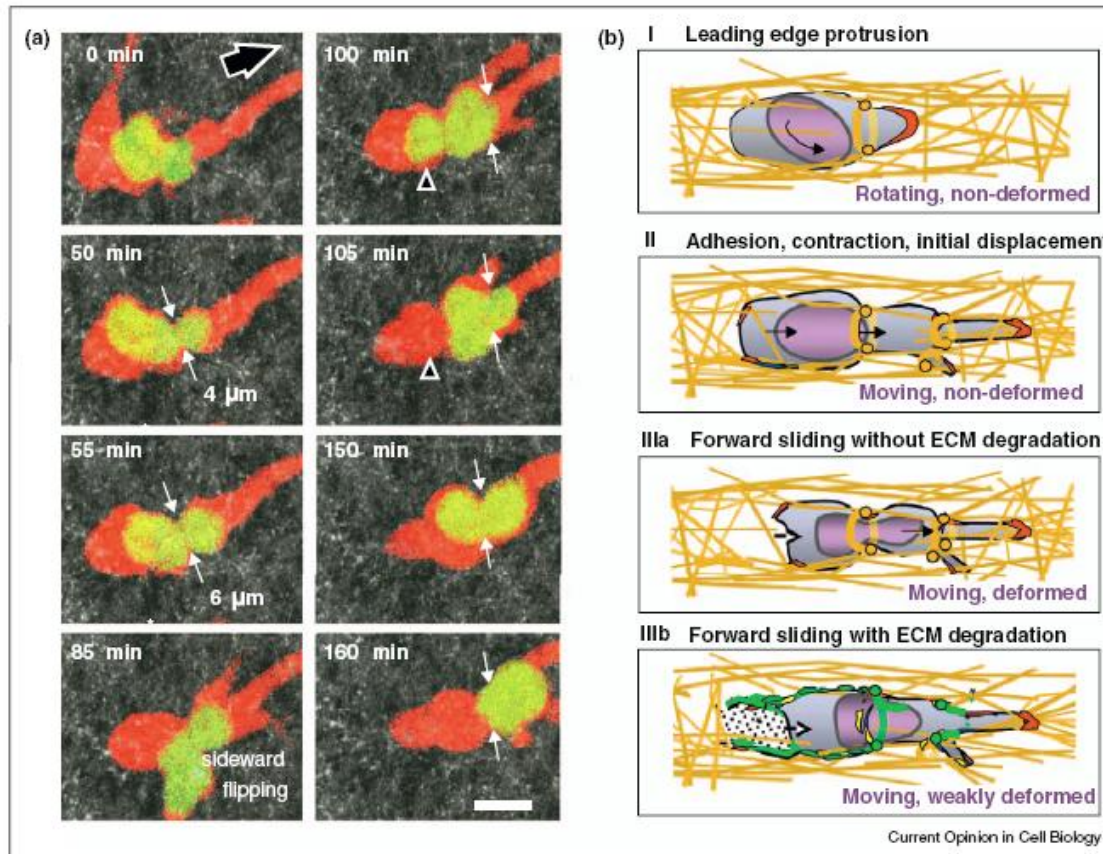 (a)
0 min
100 min
50 min
4 µm
105 min
55 min
6 µm
150 min
85 min
sideward
flipping
160 min
(b)
I Leading edge protrusion
Rotating, non-deformed
II Adhesion, contraction, initial displacement
Moving, non-deformed
IIIa Forward sliding without ECM degradation
Moving, deformed
IIIb Forward sliding with ECM degradation
*
Moving, weakly deformed
Current Opinion in Cell Biology